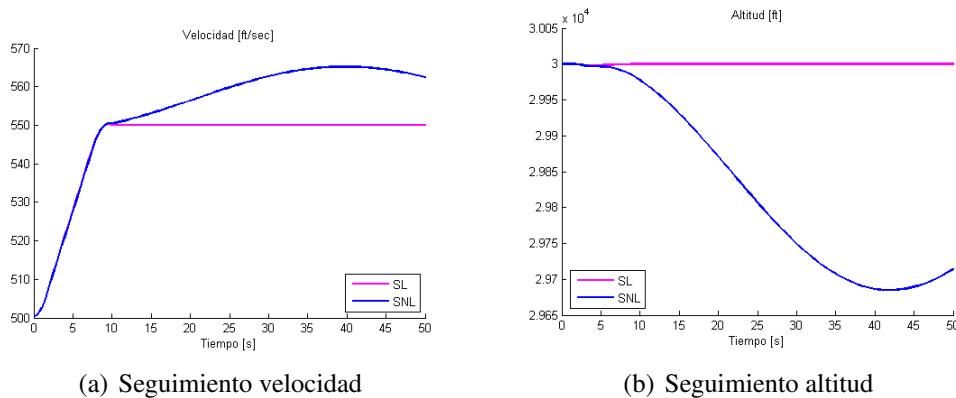 Velocidad [ft/sec]
570
560
550
540
530
520
510
500
0 5 10 15 20 25 30 35 40 45 50
Tiempo [s]
SL
SNL
(a) Seguimiento velocidad
x 10^4
Altitud [ft]
3.005
3
2.995
2.99
2.985
2.98
2.975
2.97
2.965
0 5 10 15 20 25 30 35 40 45 50
Tiempo [s]
SL
SNL
(b) Seguimiento altitud